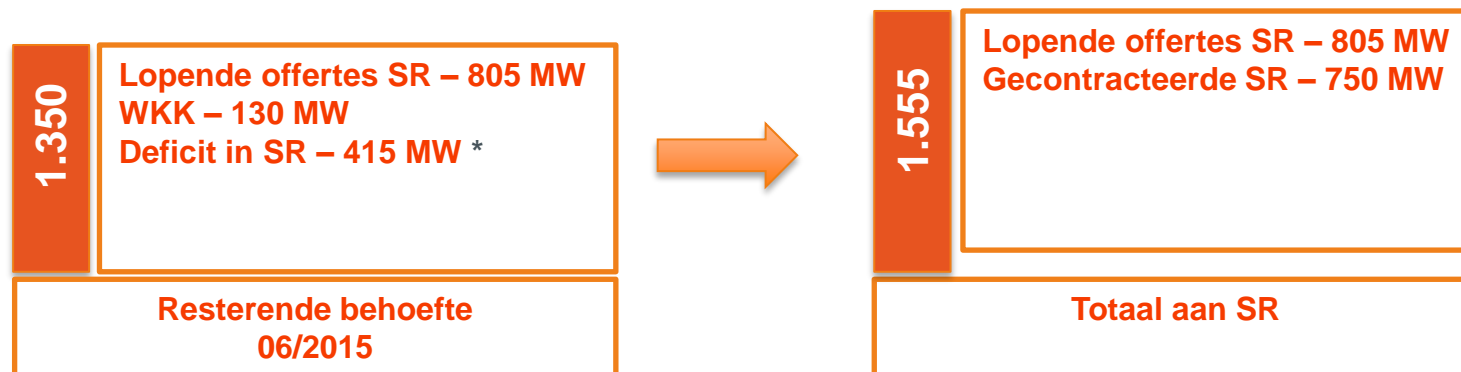 1.350
Lopende offertes SR – 805 MW
WKK – 130 MW
Deficit in SR – 415 MW *
Resterende behoefte
06/2015
1.555
Lopende offertes SR – 805 MW
Gecontracteerde SR – 750 MW
Totaal aan SR